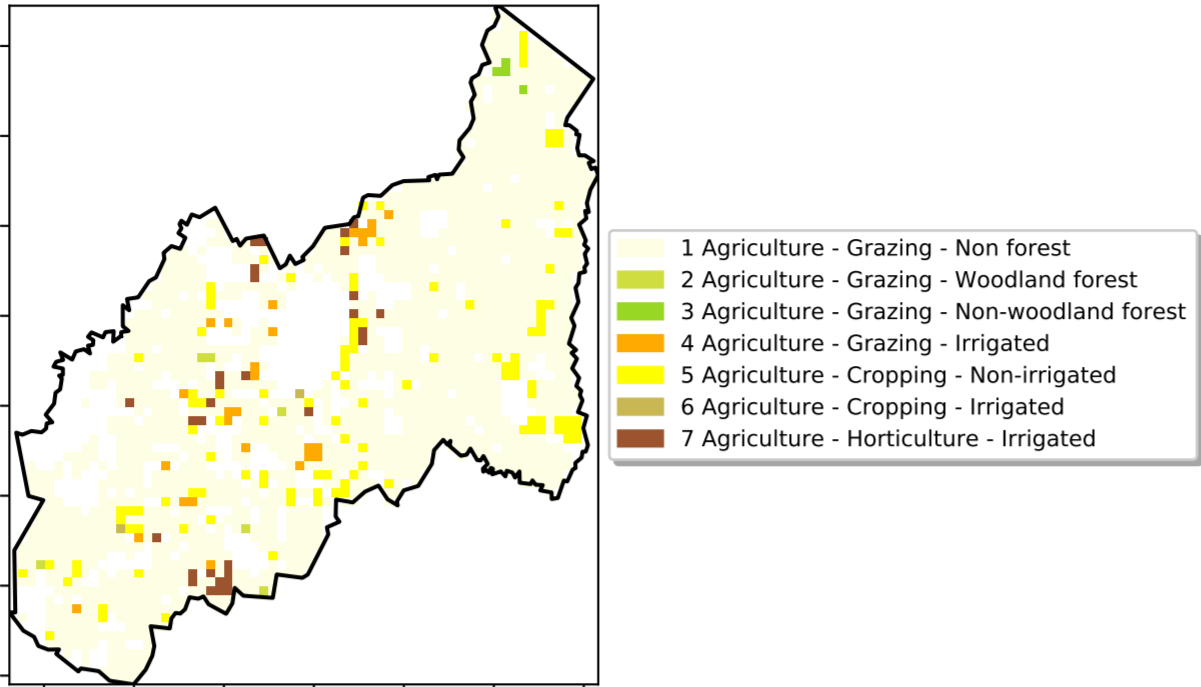 1 Agriculture - Grazing - Non forest
2 Agriculture - Grazing - Woodland forest
3 Agriculture - Grazing - Non-woodland forest
4 Agriculture - Grazing - Irrigated
5 Agriculture - Cropping - Non-irrigated
6 Agriculture - Cropping - Irrigated
7 Agriculture - Horticulture - Irrigated